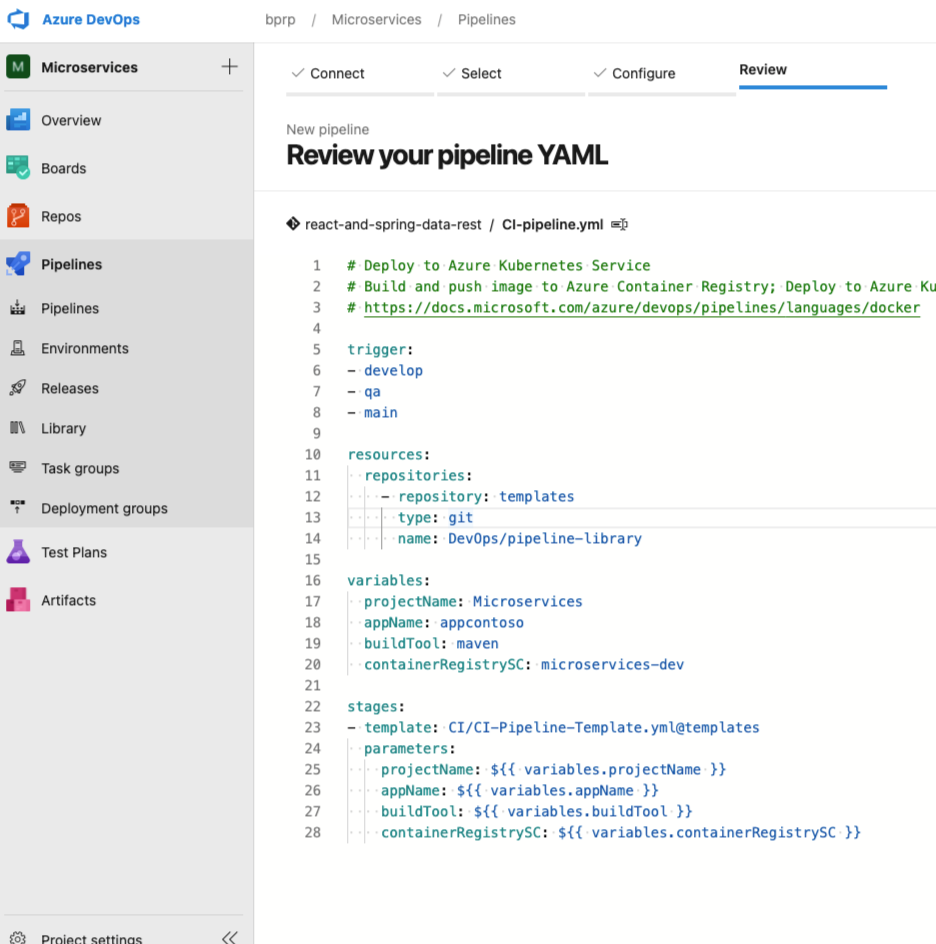 Azure DevOps
bprp / Microservices / Pipelines
M Microservices
Overview
Boards
Repos
Pipelines
Pipelines
Environments
Releases
Library
Task groups
Deployment groups
Test Plans
Artifacts
Project settings
Connect
Select
Configure
Review
New pipeline
Review your pipeline YAML
react-and-spring-data-rest / CI-pipeline.yml
1 # Deploy to Azure Kubernetes Service
2 # Build and push image to Azure Container Registry; Deploy to Azure Ku
3 # https://docs.microsoft.com/azure/devops/pipelines/languages/docker
4
5 trigger:
6 - develop
7 - qa
8 - main
9
10 resources:
11   repositories:
12     - repository: templates
13       type: git
14       name: DevOps/pipeline-library
15
16 variables:
17   projectName: Microservices
18   appName: appcontoso
19   buildTool: maven
20   containerRegistrySC: microservices-dev
21
22 stages:
23 - template: CI/CI-Pipeline-Template.yml@templates
24   parameters:
25     projectName: ${{ variables.projectName }}
26     appName: ${{ variables.appName }}
27     buildTool: ${{ variables.buildTool }}
28     containerRegistrySC: ${{ variables.containerRegistrySC }}